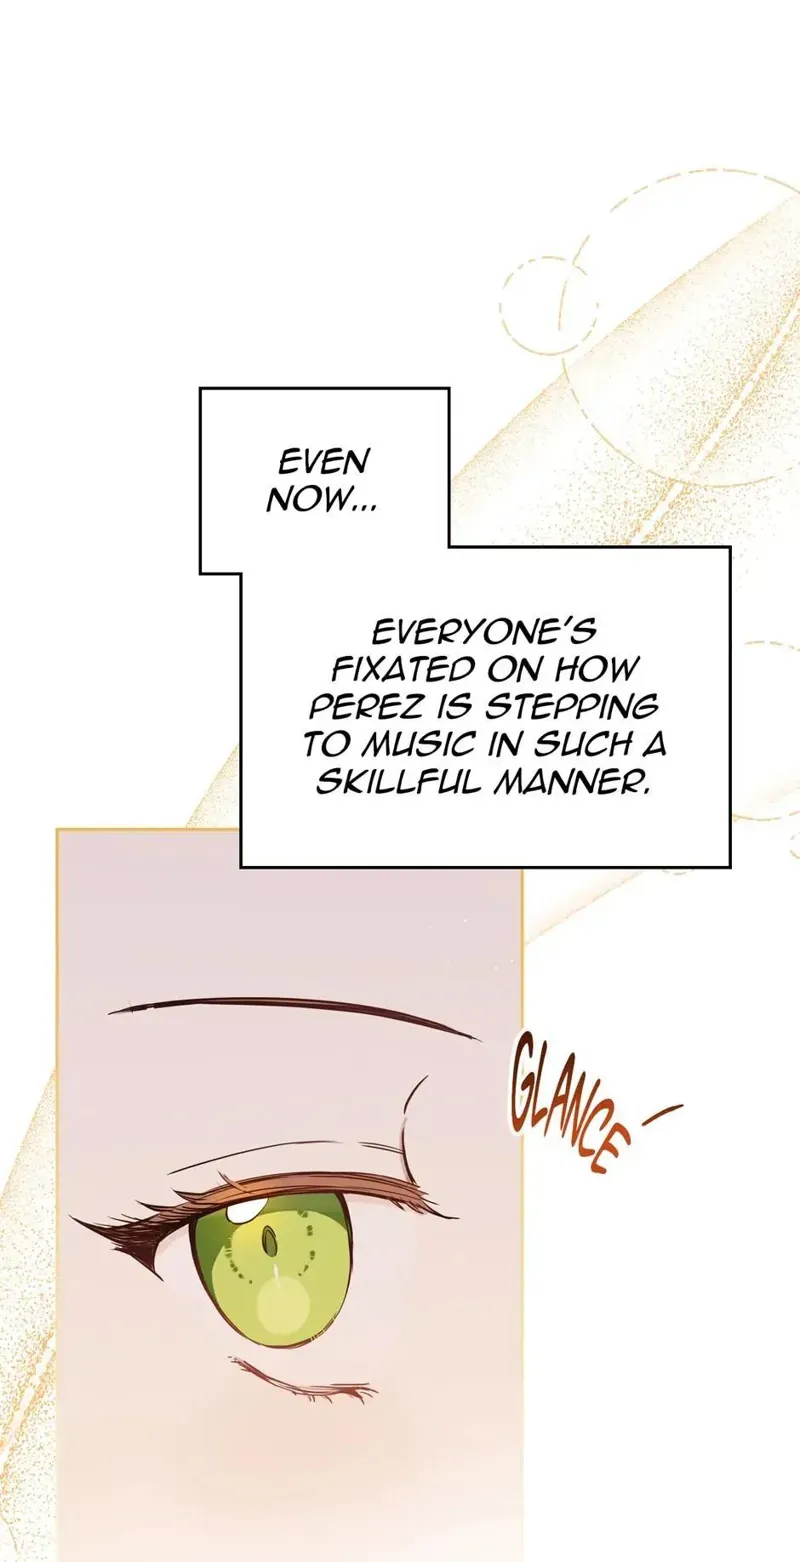 EVEN
NOW...
EVERYONE'S
FIXATED ON HOW
PEREZ IS STEPPING
TO MUSIC IN SUCH A
SKILLFUL MANNER.
GLANCE